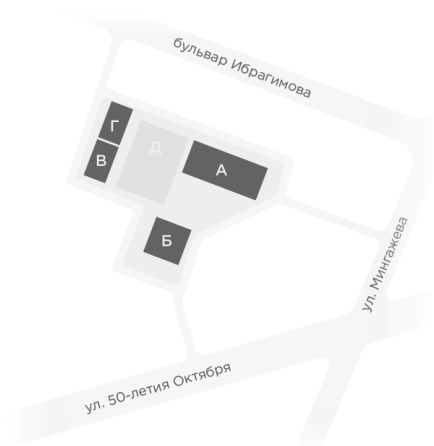 бульвар Ибрагимова
Г
Д
В
А
Б
ул. Мингажева
ул. 50-летия Октября